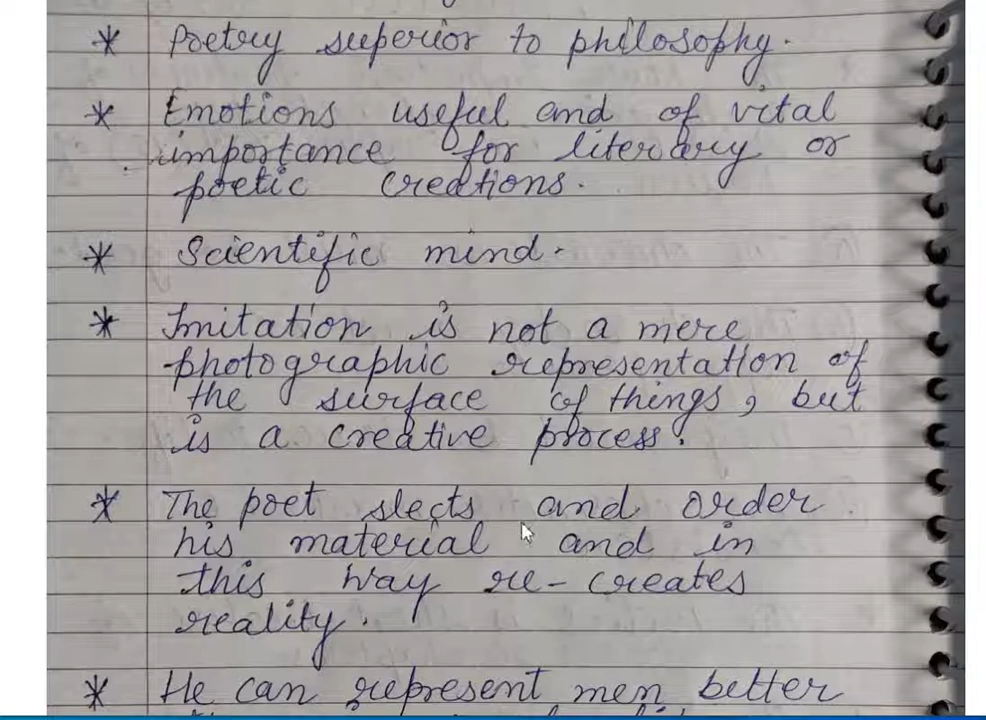 * Poetry superior to philosophy.
* Emotions useful and of vital
importance for literary or
poetic creations.
* Scientific mind.
* Imitation is not a mere
photographic representation of
the surface of things, but
is a creative process.
* The poet slects and order
his material and in
this way re-creates
reality.
* He can represent men better